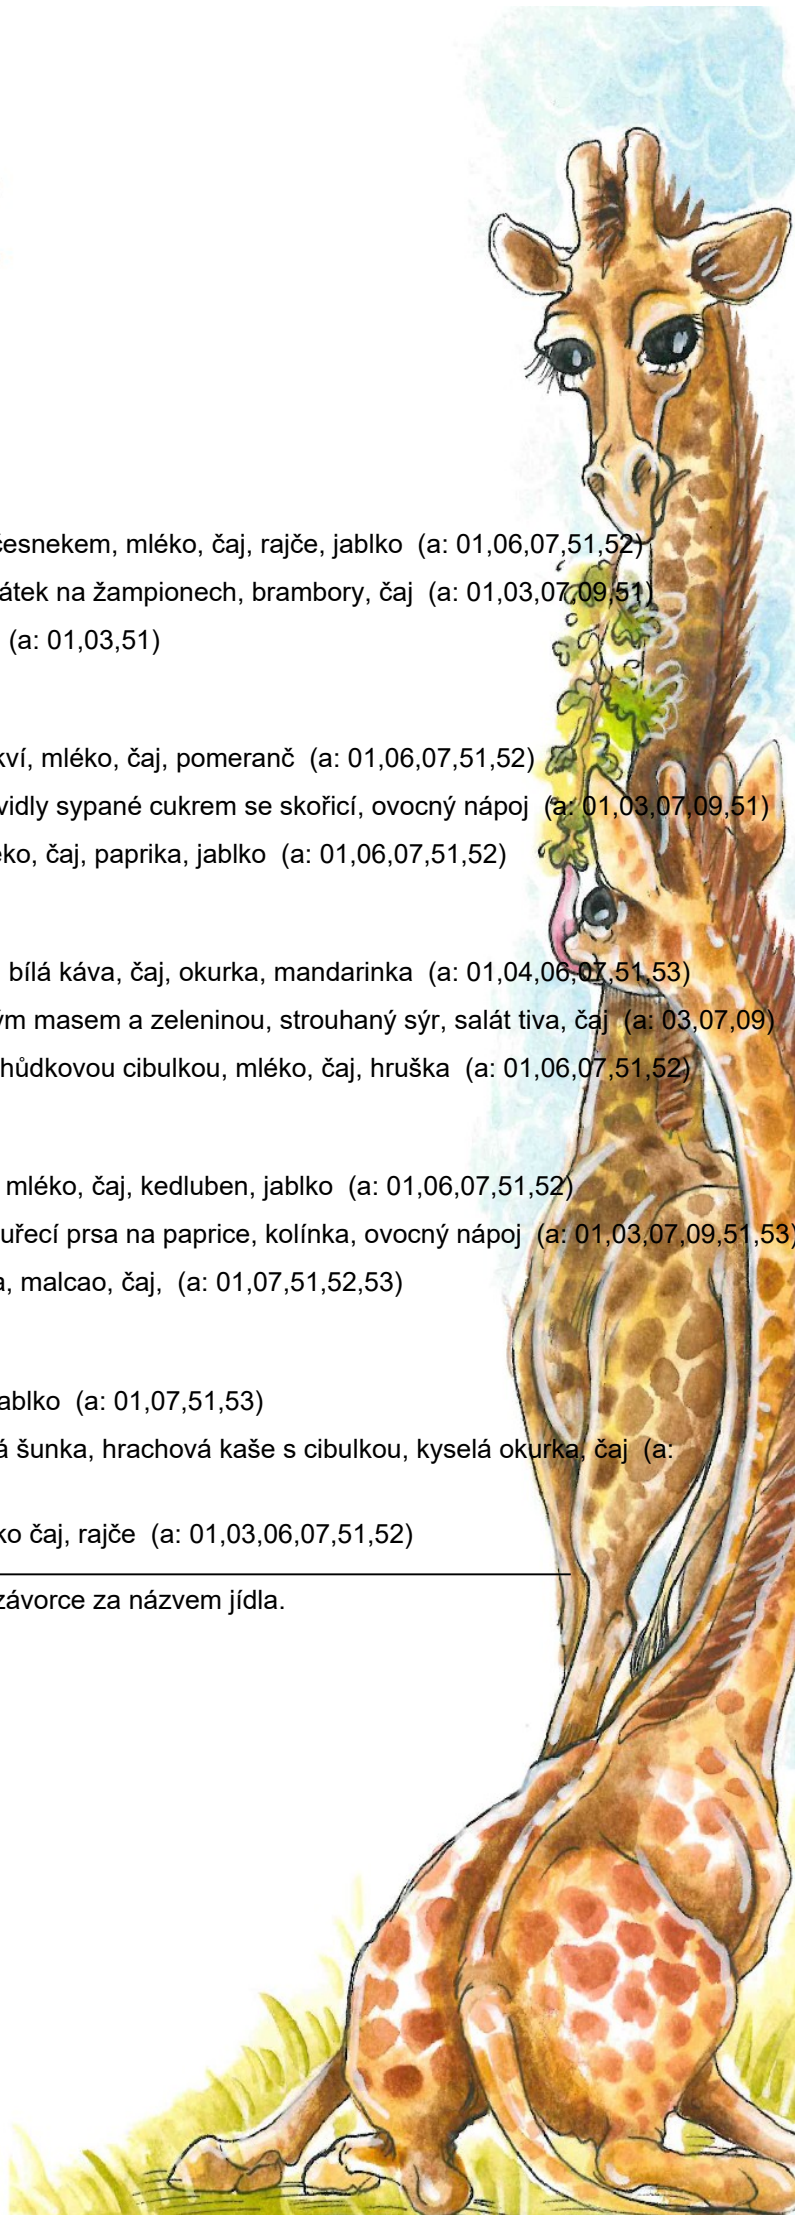 česnekem, mléko, čaj, rajče, jablko (a: 01,06,07,51,52)
átek na žampionech, brambory, čaj (a: 01,03,07,09,51)
(a: 01,03,51)
kví, mléko, čaj, pomeranč (a: 01,06,07,51,52)
vidly sypané cukrem se skořicí, ovocný nápoj (a: 01,03,07,09,51)
éko, čaj, paprika, jablko (a: 01,06,07,51,52)
bílá káva, čaj, okurka, mandarinka (a: 01,04,06,07,51,53)
ým masem a zeleninou, strouhaný sýr, salát tiva, čaj (a: 03,07,09)
hůdkovou cibulkou, mléko, čaj, hruška (a: 01,06,07,51,52)
mléko, čaj, kedluben, jablko (a: 01,06,07,51,52)
uřecí prsa na paprice, kolínka, ovocný nápoj (a: 01,03,07,09,51,53)
a, malcao, čaj, (a: 01,07,51,52,53)
ablko (a: 01,07,51,53)
á šunka, hrachová kaše s cibulkou, kyselá okurka, čaj (a:
ko čaj, rajče (a: 01,03,06,07,51,52)
závorce za názvem jídla.